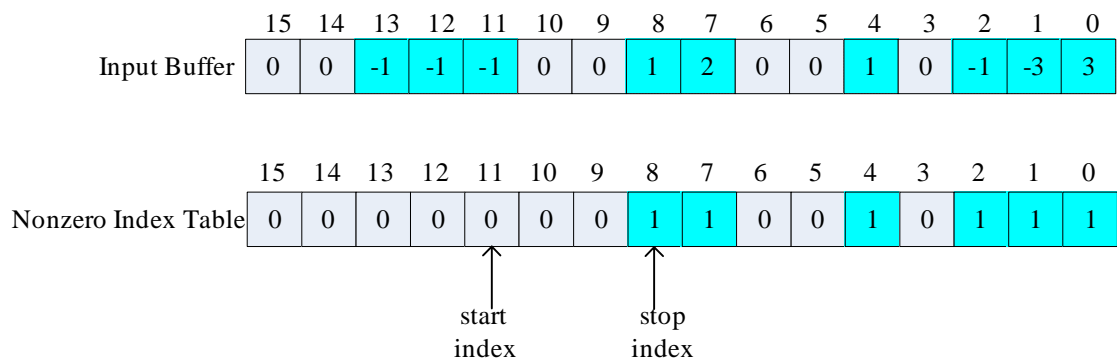 15 14 13 12 11 10 9 8 7 6 5 4 3 2 1 0
Input Buffer 0 0 -1 -1 -1 0 0 1 2 0 0 1 0 -1 -3 3
15 14 13 12 11 10 9 8 7 6 5 4 3 2 1 0
Nonzero Index Table 0 0 0 0 0 0 0 1 1 0 0 1 0 1 1 1
start stop
index index